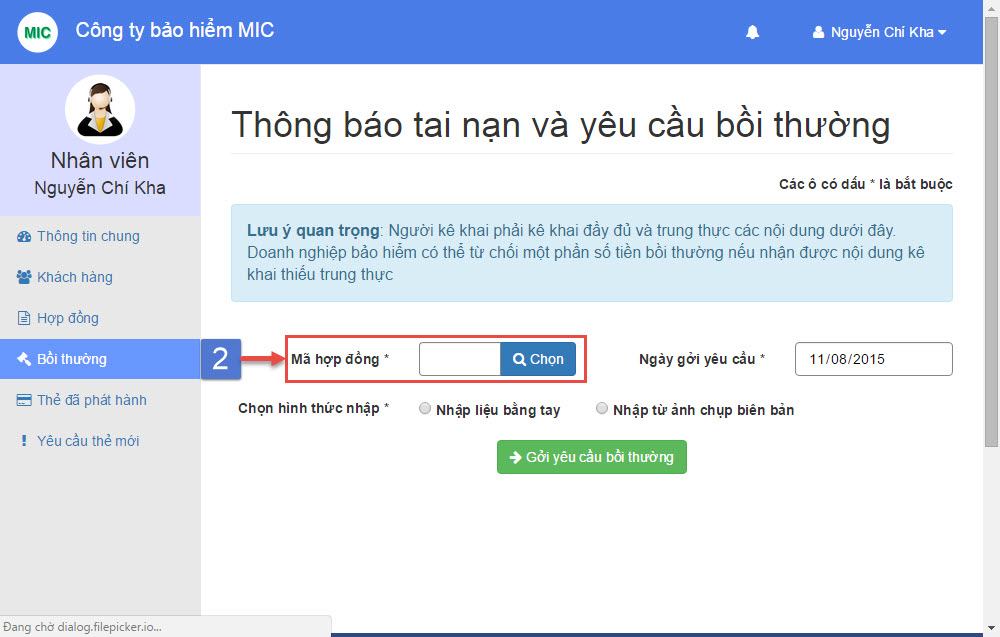 MIC
Công ty bảo hiểm MIC
Nguyễn Chí Kha
Nhân viên
Nguyễn Chí Kha
Thông tin chung
Khách hàng
Hợp đồng
Bồi thường
Thẻ đã phát hành
Yêu cầu thẻ mới
Thông báo tai nạn và yêu cầu bồi thường
Các ô có dấu * là bắt buộc
Lưu ý quan trọng: Người kê khai phải kê khai đầy đủ và trung thực các nội dung dưới đây.
Doanh nghiệp bảo hiểm có thể từ chối một phần số tiền bồi thường nếu nhận được nội dung kê
khai thiếu trung thực
2
Mã hợp đồng * Chọn Ngày gởi yêu cầu * 11/08/2015
Chọn hình thức nhập * Nhập liệu bằng tay Nhập từ ảnh chụp biên bản
Gởi yêu cầu bồi thường
Đang chờ dialog.filepicker.io...